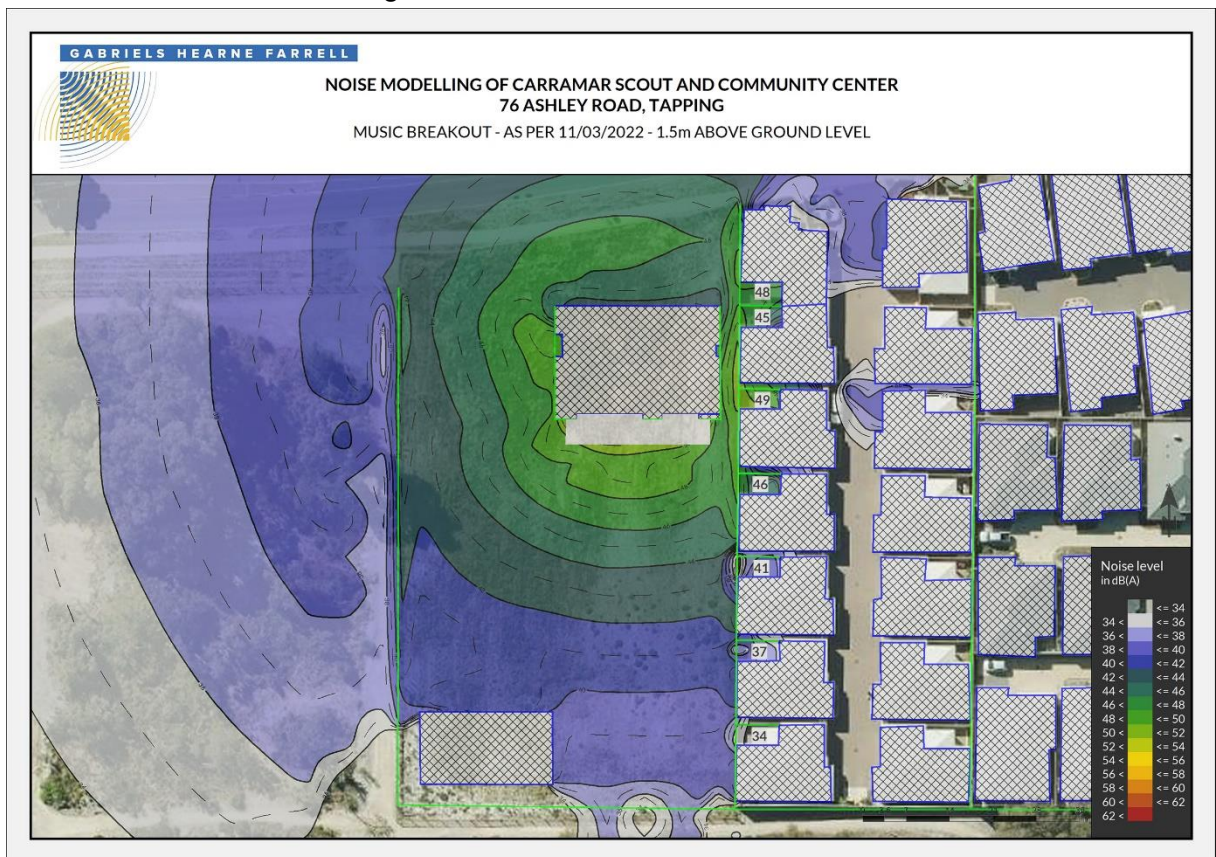 GABRIELS HEARNE FARRELL
NOISE MODELLING OF CARRAMAR SCOUT AND COMMUNITY CENTER
76 ASHLEY ROAD, TAPPING
MUSIC BREAKOUT - AS PER 11/03/2022 - 1.5m ABOVE GROUND LEVEL
48
45
49
46
41
37
34
Noise level
in dB(A)
<= 34
34 < <= 36
36 < <= 38
38 < <= 40
40 < <= 42
42 < <= 44
44 < <= 46
46 < <= 48
48 < <= 50
50 < <= 52
52 < <= 54
54 < <= 56
56 < <= 58
58 < <= 60
60 < <= 62
62 <